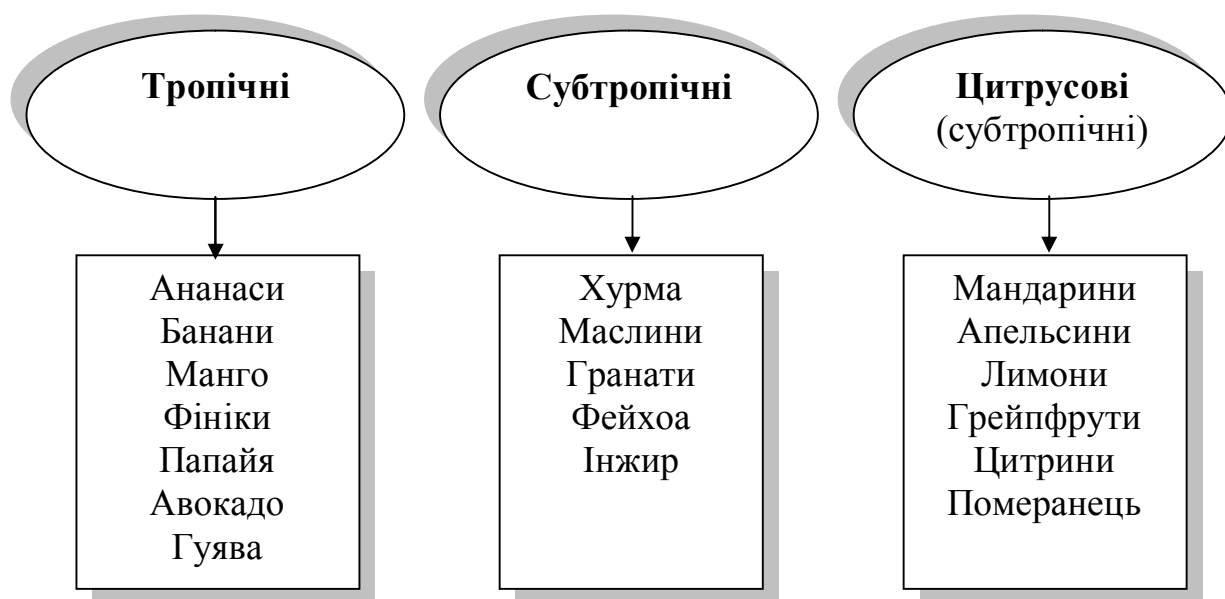 Тропічні
Ананаси
Банани
Манго
Фініки
Папайя
Авокадо
Гуява
Субтропічні
Хурма
Маслини
Гранати
Фейхоа
Інжир
Цитрусові
(субтропічні)
Мандарини
Апельсини
Лимони
Грейпфрути
Цитрини
Померанець